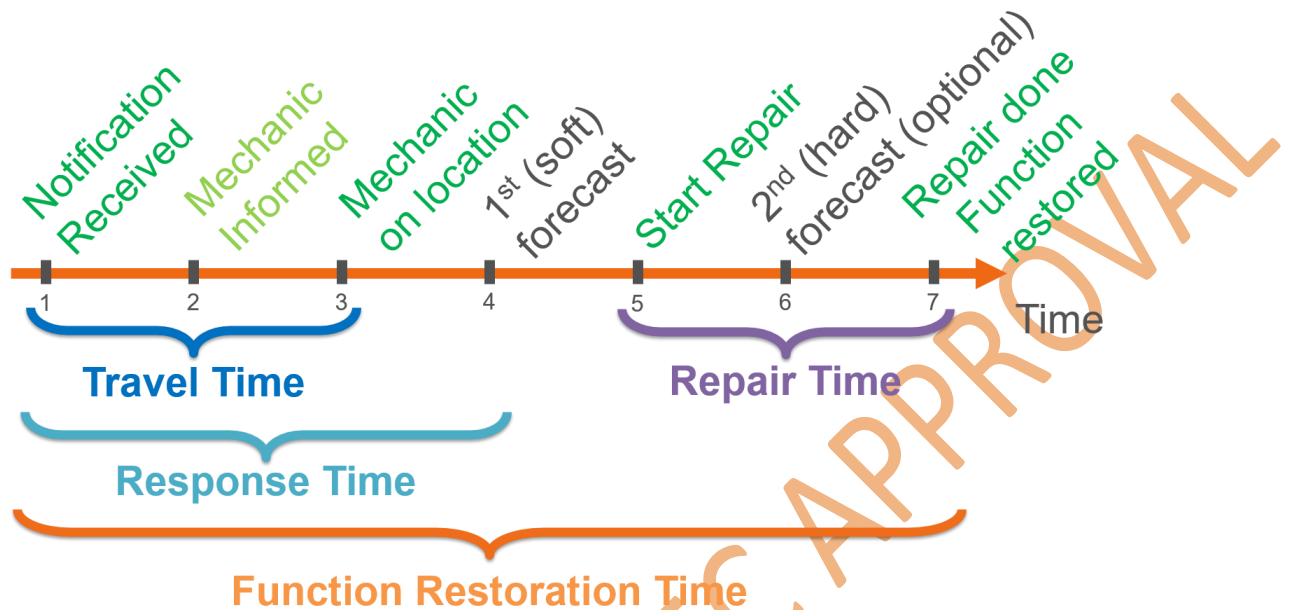 Notification
Received
Mechanic
Informed
Mechanic
on location
1st (soft)
forecast
Start Repair
2nd (hard)
forecast (optional)
Repair done
Function
restored
1 2 3 4 5 6 7
Time
Travel Time
Repair Time
Response Time
Function Restoration Time
APPROVAL